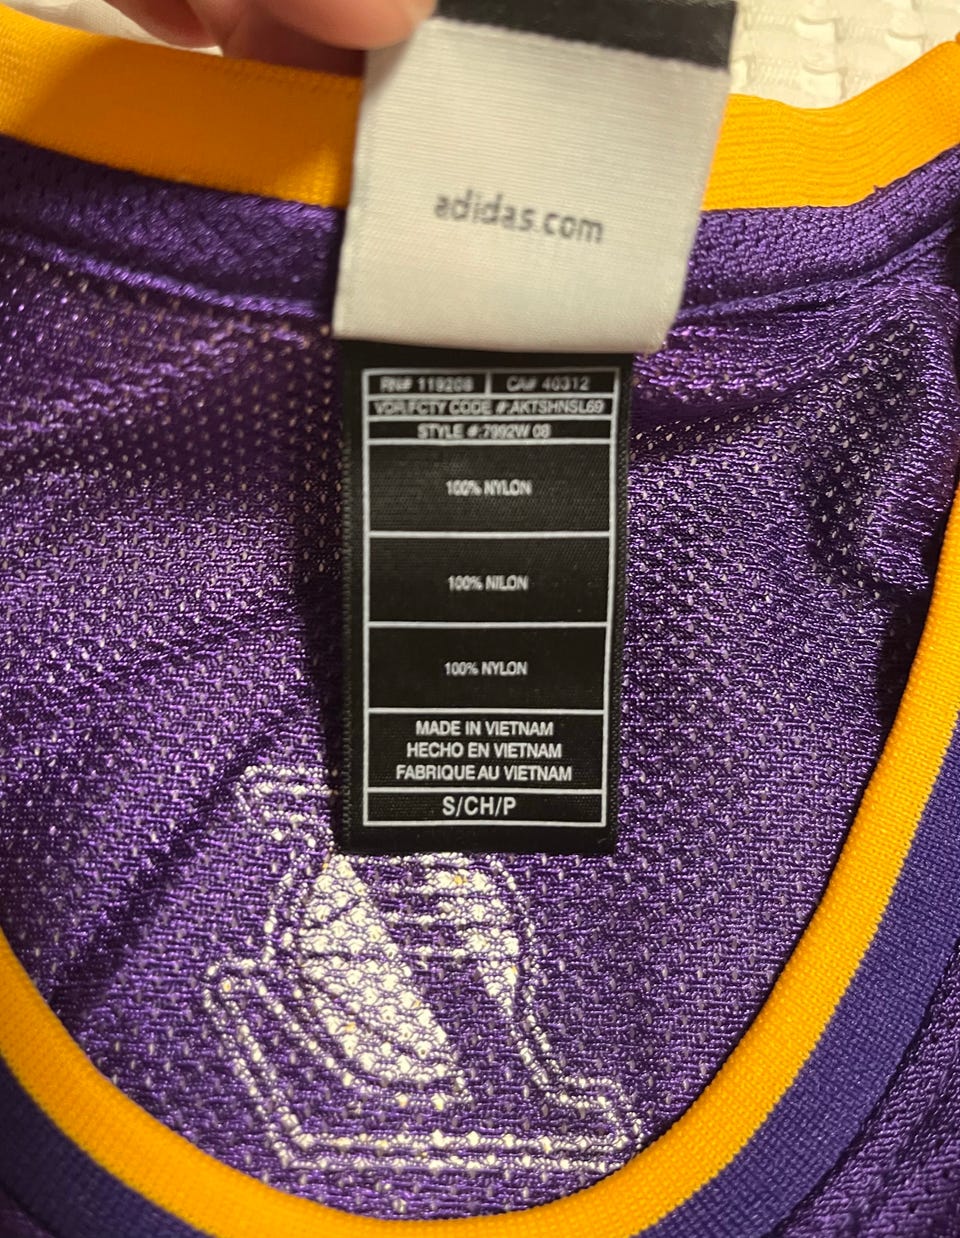 adidas.com
RN# 119208 CA# 40312
VDR/FCTY CODE #:AKTSHNSL69
STYLE #:7992W 08
100% NYLON
100% NILON
100% NYLON
MADE IN VIETNAM
HECHO EN VIETNAM
FABRIQUE AU VIETNAM
S/CH/P